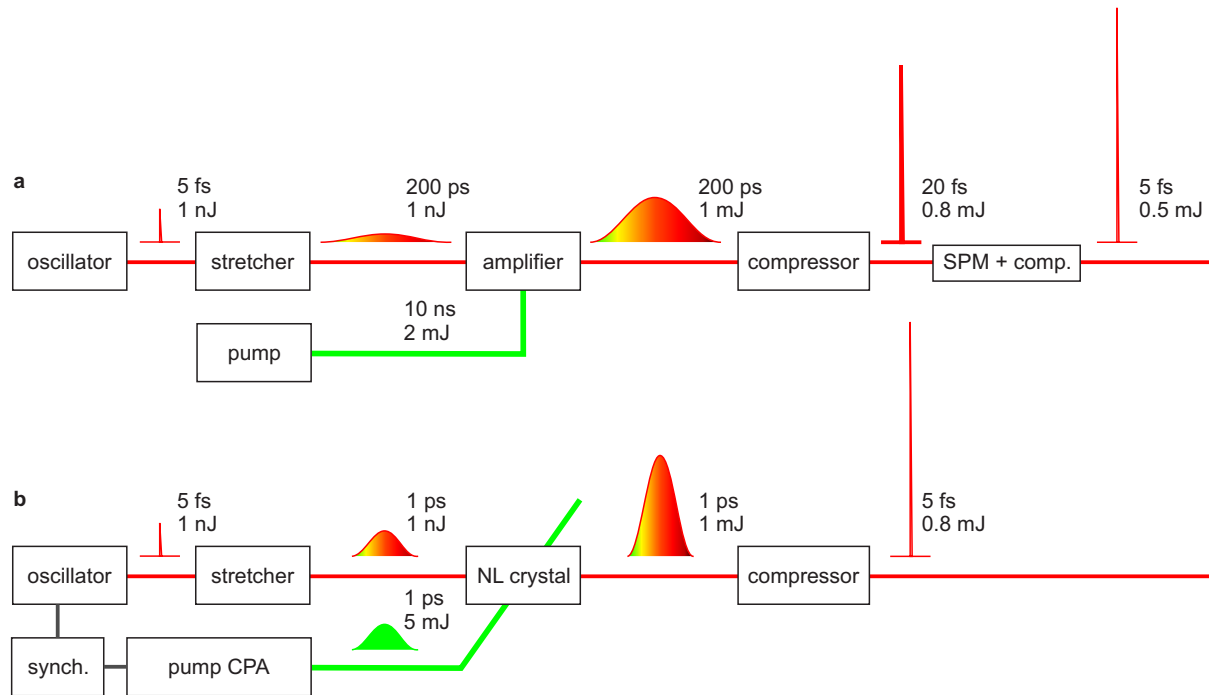 a
5 fs
1 nJ
200 ps
1 nJ
200 ps
1 mJ
20 fs
0.8 mJ
5 fs
0.5 mJ
oscillator
stretcher
amplifier
compressor
SPM + comp.
10 ns
2 mJ
pump
b
5 fs
1 nJ
1 ps
1 nJ
1 ps
1 mJ
5 fs
0.8 mJ
oscillator
stretcher
NL crystal
compressor
1 ps
5 mJ
synch.
pump CPA